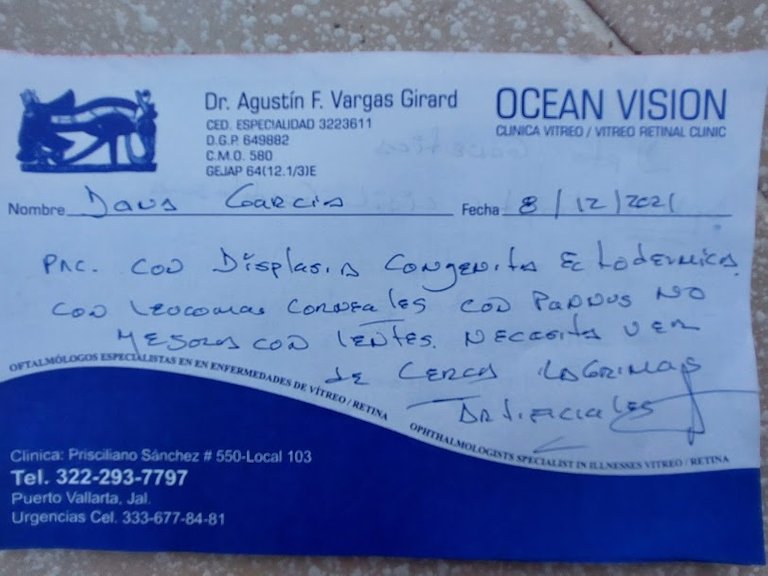 Dr. Agustín F. Vargas Girard
CED. ESPECIALIDAD 3223611
D.G.P. 649882
C.M.O. 580
GEJAP 64(12.1/3)E
OCEAN VISION
CLINICA VITREO / VITREO RETINAL CLINIC
Nombre Garcia Fecha 8/12/2021
PAC. CON DISPLASIA CONGENITA ECTODERMICA
CON LEUCOMAS CORNEALES CON PANNUS NO
MEJORA CON LENTES. NECESITA VER
DE CERCA LAGRIMAS
ARTIFICIALES
OFTALMÓLOGOS ESPECIALISTAS EN EN ENFERMEDADES DE VÍTREO / RETINA
OPHTHALMOLOGISTS SPECIALIST IN ILLNESSES VITREO / RETINA
Clinica: Prisciliano Sánchez # 550-Local 103
Tel. 322-293-7797
Puerto Vallarta, Jal.
Urgencias Cel. 333-677-84-81